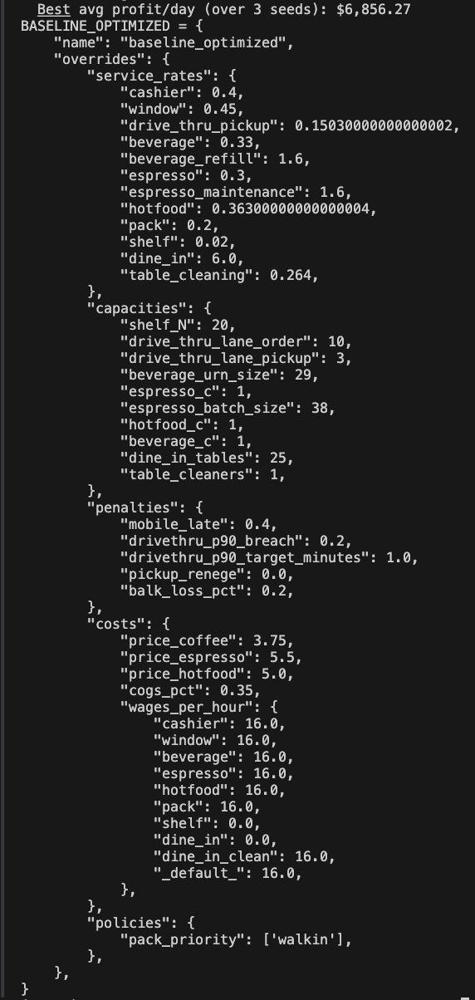 Best avg profit/day (over 3 seeds): $6,856.27
BASELINE_OPTIMIZED = {
    "name": "baseline_optimized",
    "overrides": {
        "service_rates": {
            "cashier": 0.4,
            "window": 0.45,
            "drive_thru_pickup": 0.15030000000000002,
            "beverage": 0.33,
            "beverage_refill": 1.6,
            "espresso": 0.3,
            "espresso_maintenance": 1.6,
            "hotfood": 0.36300000000000004,
            "pack": 0.2,
            "shelf": 0.02,
            "dine_in": 6.0,
            "table_cleaning": 0.264,
        },
        "capacities": {
            "shelf_N": 20,
            "drive_thru_lane_order": 10,
            "drive_thru_lane_pickup": 3,
            "beverage_urn_size": 29,
            "espresso_c": 1,
            "espresso_batch_size": 38,
            "hotfood_c": 1,
            "beverage_c": 1,
            "dine_in_tables": 25,
            "table_cleaners": 1,
        },
        "penalties": {
            "mobile_late": 0.4,
            "drivethru_p90_breach": 0.2,
            "drivethru_p90_target_minutes": 1.0,
            "pickup_renege": 0.0,
            "balk_loss_pct": 0.2,
        },
        "costs": {
            "price_coffee": 3.75,
            "price_espresso": 5.5,
            "price_hotfood": 5.0,
            "cogs_pct": 0.35,
            "wages_per_hour": {
                "cashier": 16.0,
                "window": 16.0,
                "beverage": 16.0,
                "espresso": 16.0,
                "hotfood": 16.0,
                "pack": 16.0,
                "shelf": 0.0,
                "dine_in": 0.0,
                "dine_in_clean": 16.0,
                "_default_": 16.0,
            },
        },
        "policies": {
            "pack_priority": ['walkin'],
        },
    },
}